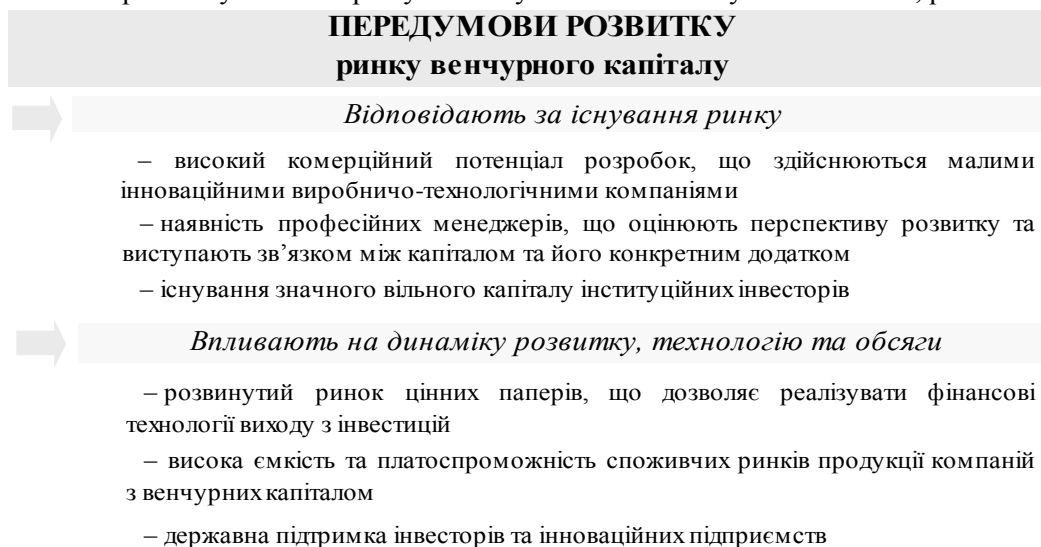 ПЕРЕДУМОВИ РОЗВИТКУ
ринку венчурного капіталу
Відповідають за існування ринку
– високий комерційний потенціал розробок, що здійснюються малими
інноваційними виробничо-технологічними компаніями
– наявність професійних менеджерів, що оцінюють перспективу розвитку та
виступають зв’язком між капіталом та його конкретним додатком
– існування значного вільного капіталу інституційних інвесторів
Впливають на динаміку розвитку, технологію та обсяги
– розвинутий ринок цінних паперів, що дозволяє реалізувати фінансові
технології виходу з інвестицій
– висока ємкість та платоспроможність споживчих ринків продукції компаній
з венчурних капіталом
– державна підтримка інвесторів та інноваційних підприємств